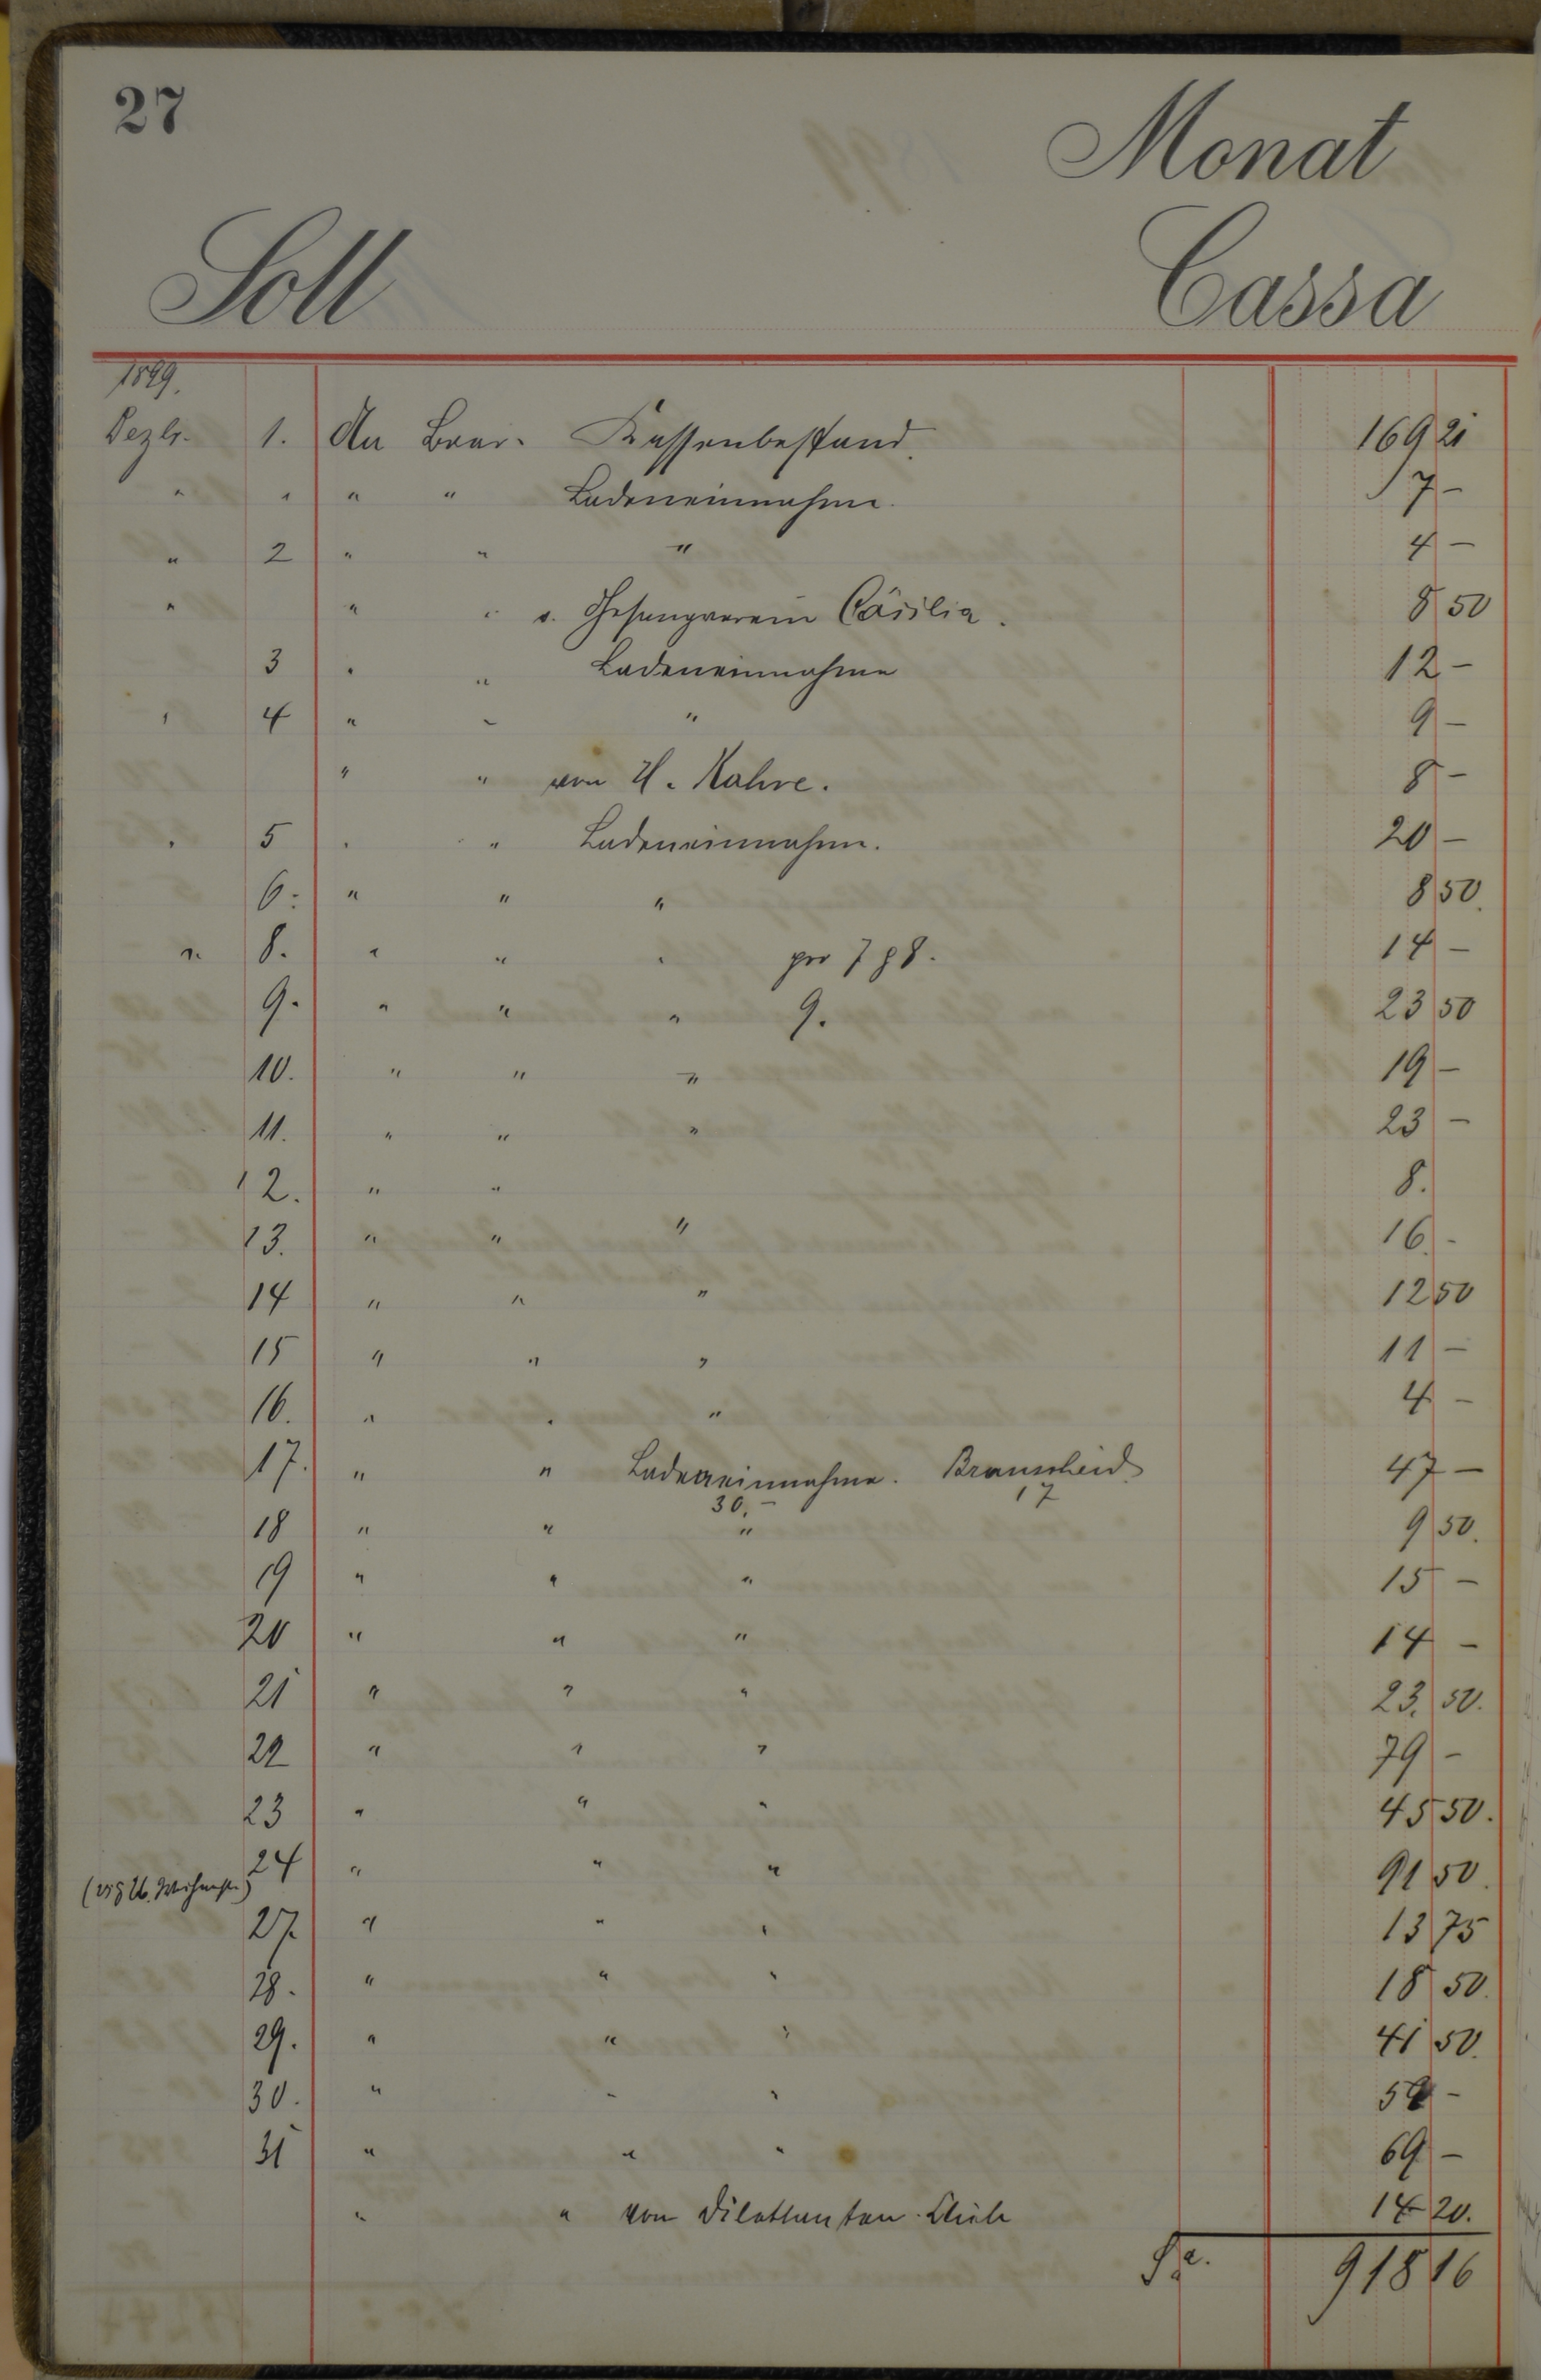 27
Monat
Soll
Cassa
1899.
Dezbr. 1. An Baar. Kassenbestand. 169 21
" " " " Ladeneinnahme. 17 -
" 2 " " " 4 -
" " " v. Gesangverein Cäcilia. 8 50
3 " " Ladeneinnahme 12 -
" 4 " " " 9 -
" " von H. Kahre. 8 -
" 5 " " Ladeneinnahme. 20 -
6. " " " 8 50.
" 8. " " " pro 7 & 8. 14 -
9. " " " 9. 23 50
10. " " " 19 -
11. " " " 23 -
12. " " 8.
13. " " " 16. -
14 " " " 12 50
15 " " " 11 -
16. " " " 4 -
17. " " Ladeneinnahme. Branscheid 47 -
30. - 17
18 " " " 9 50.
19 " " " 15 -
20 " " " 14 -
21 " " " 23. 50.
22 " " " 79 -
23 " " " 45 50.
24 " " " 91 50.
27. " " " 13 75
28. " " " 18 50.
29. " " " 41 50.
30. " " " -
31 " " " 69 -
" " von Dilettanten. Club 14 20.
Sa. 918 16